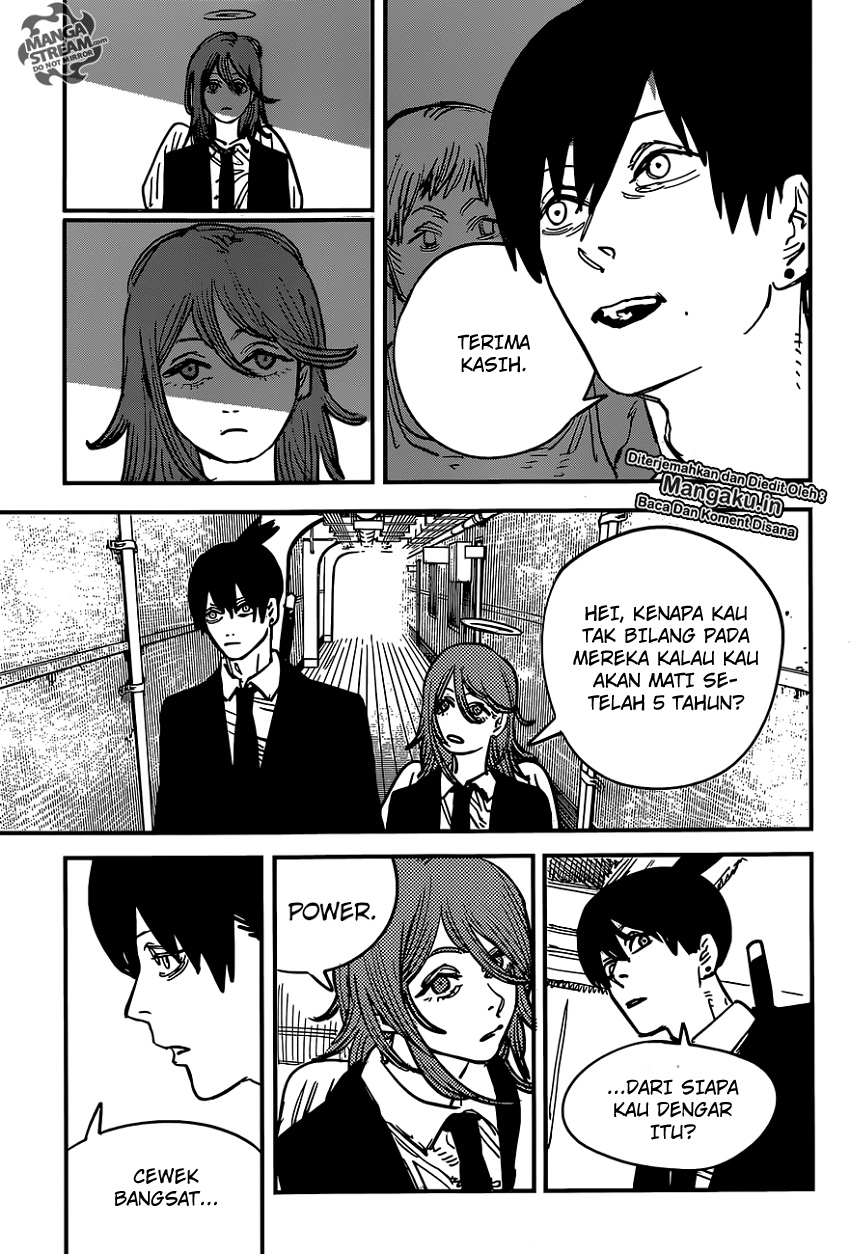 MANGA
STREAM.com
DO NOT MIRROR
TERIMA
KASIH.
Diterjemahkan dan Diedit Oleh:
Mangaku.in
Baca Dan Koment Disana
HEI, KENAPA KAU
TAK BILANG PADA
MEREKA KALAU KAU
AKAN MATI SE-
TELAH 5 TAHUN?
...DARI SIAPA
KAU DENGAR
ITU?
POWER.
CEWEK
BANGSAT...